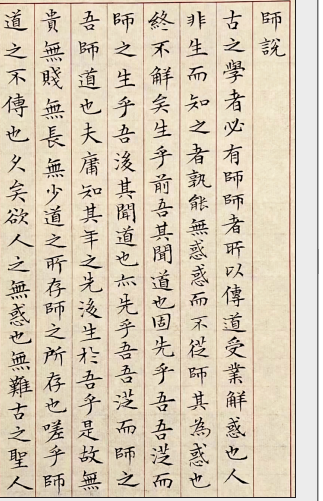 師說
古之學者必有師師者所以傳道受業解惑也人
非生而知之者孰能無惑惑而不從師其為惑也
終不解矣生乎前吾其聞道也固先乎吾吾從而
師之生乎吾後其聞道也亦先乎吾吾從而師之
吾師道也夫庸知其年之先後生於吾乎是故無
貴無賤無長無少道之所存師之所存也嗟乎師
道之不傳也久矣欲人之無惑也無難古之聖人